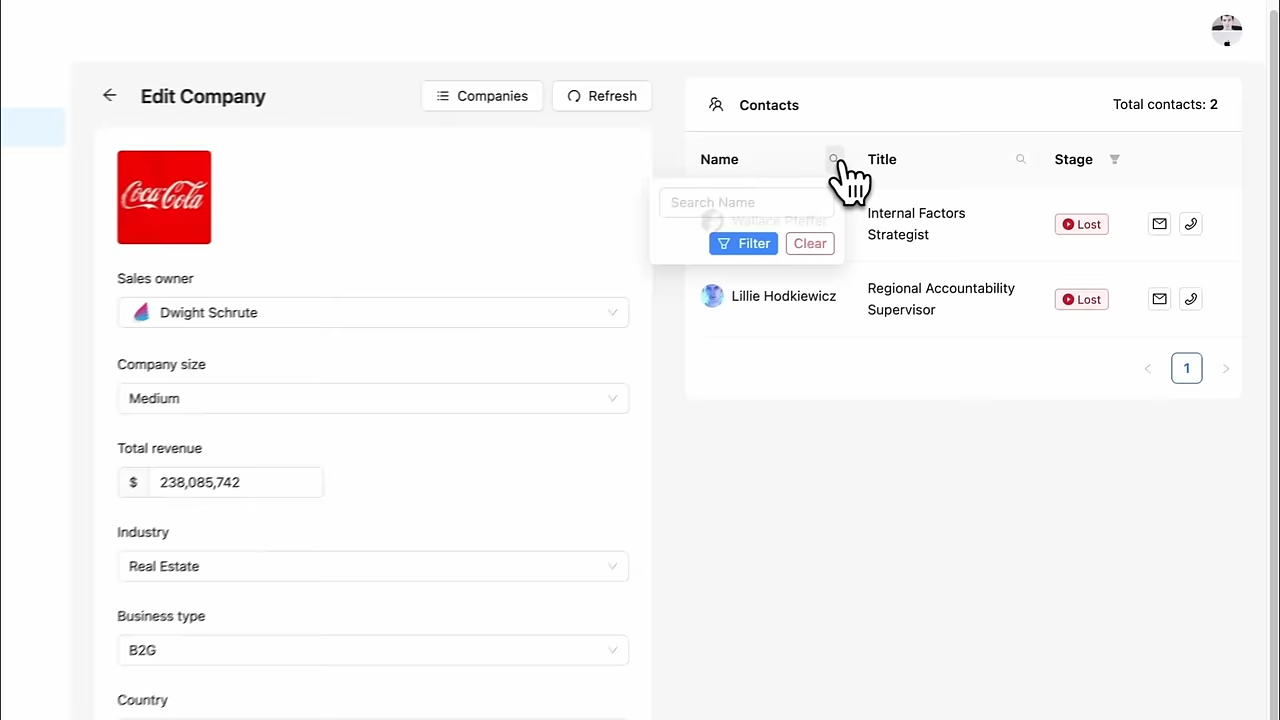 Edit Company
Companies
Refresh
Coca-Cola
Sales owner
Dwight Schrute
Company size
Medium
Total revenue
$ 238,085,742
Industry
Real Estate
Business type
B2G
Country
Contacts
Total contacts: 2
Name
Title
Stage
Search Name
Wallace Pfeffer
Filter
Clear
Internal Factors
Strategist
Lost
Lillie Hodkiewicz
Regional Accountability
Supervisor
Lost
1